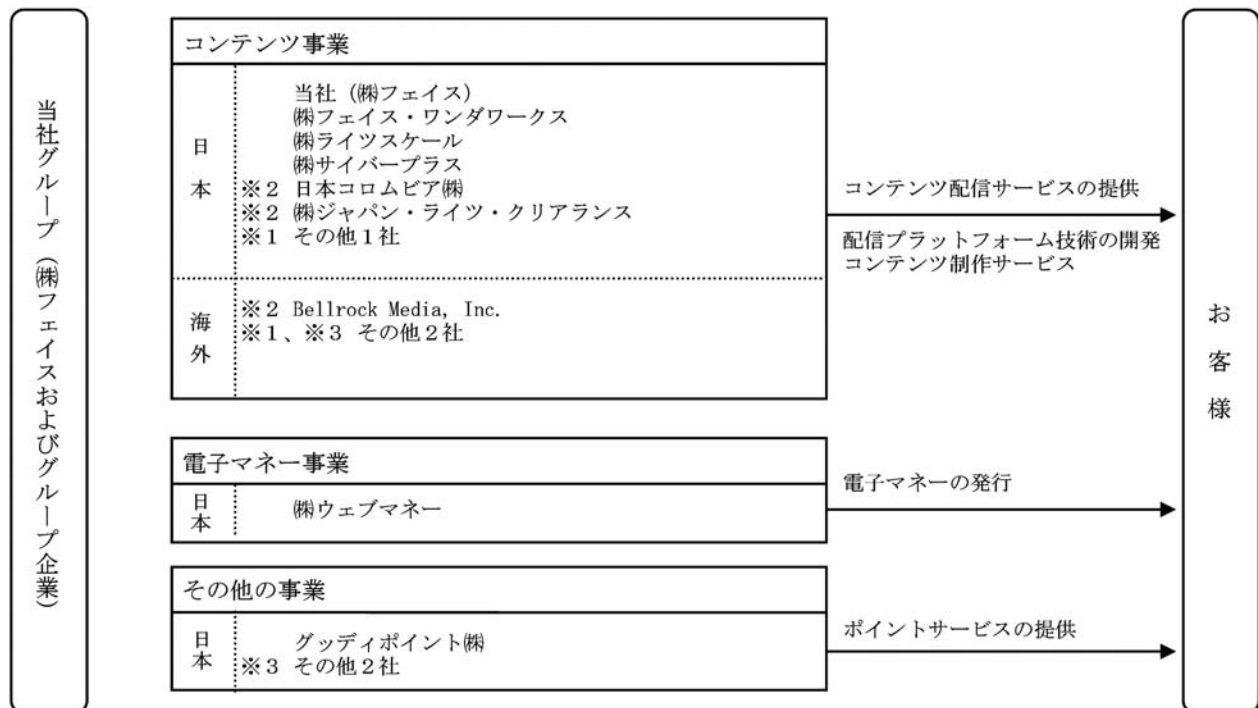 当社グループ（㈱フェイスおよびグループ企業）
コンテンツ事業
日本
当社（㈱フェイス）
㈱フェイス・ワンダワークス
㈱ライツスケール
㈱サイバープラス
※２ 日本コロムビア㈱
※２ ㈱ジャパン・ライツ・クリアランス
※１ その他１社
海外
※２ Bellrock Media, Inc.
※１、※３ その他２社
コンテンツ配信サービスの提供
配信プラットフォーム技術の開発
コンテンツ制作サービス
電子マネー事業
日本
㈱ウェブマネー
電子マネーの発行
その他の事業
日本
グッディポイント㈱
※３ その他２社
ポイントサービスの提供
お客様